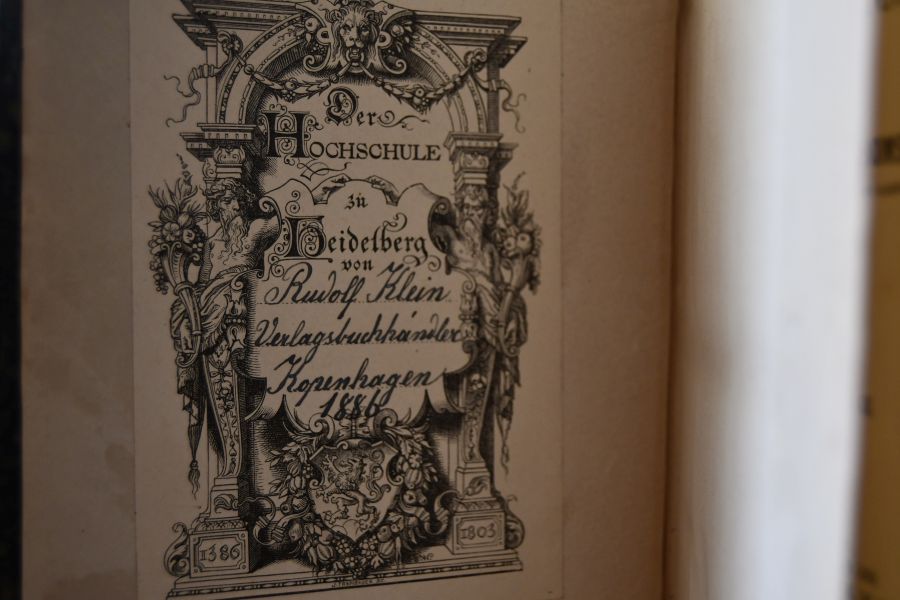 Der
HOCHSCHULE
zu
Heidelberg
von
Rudolf Klein
Verlagsbuchhändler
Kopenhagen
1886
1386 1803